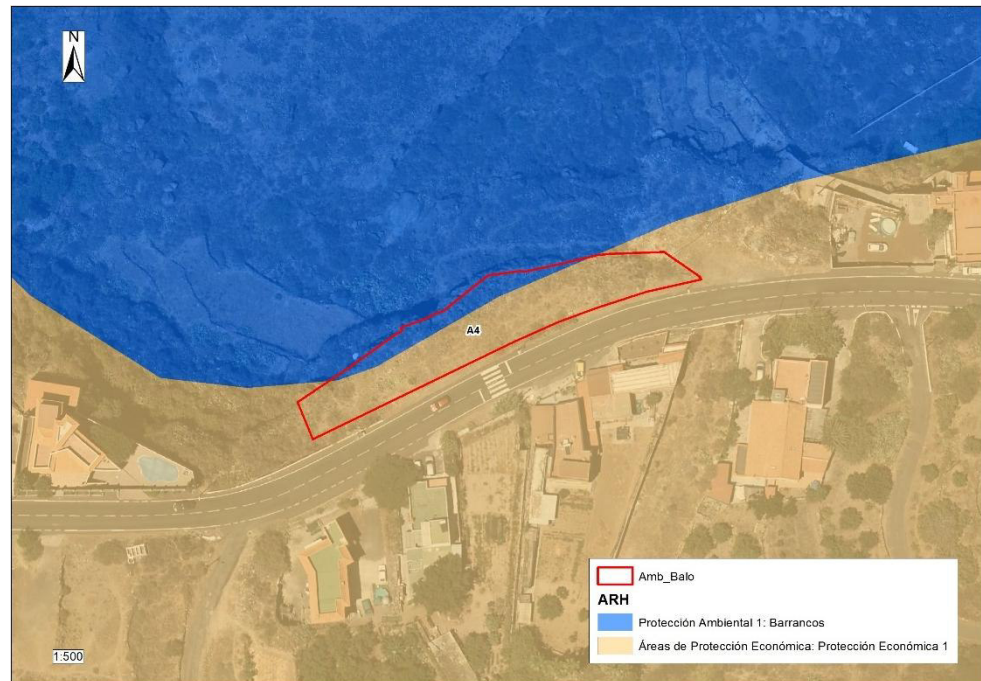 N
A4
Amb_Balo
ARH
Protección Ambiental 1: Barrancos
Áreas de Protección Económica: Protección Económica 1
1:500